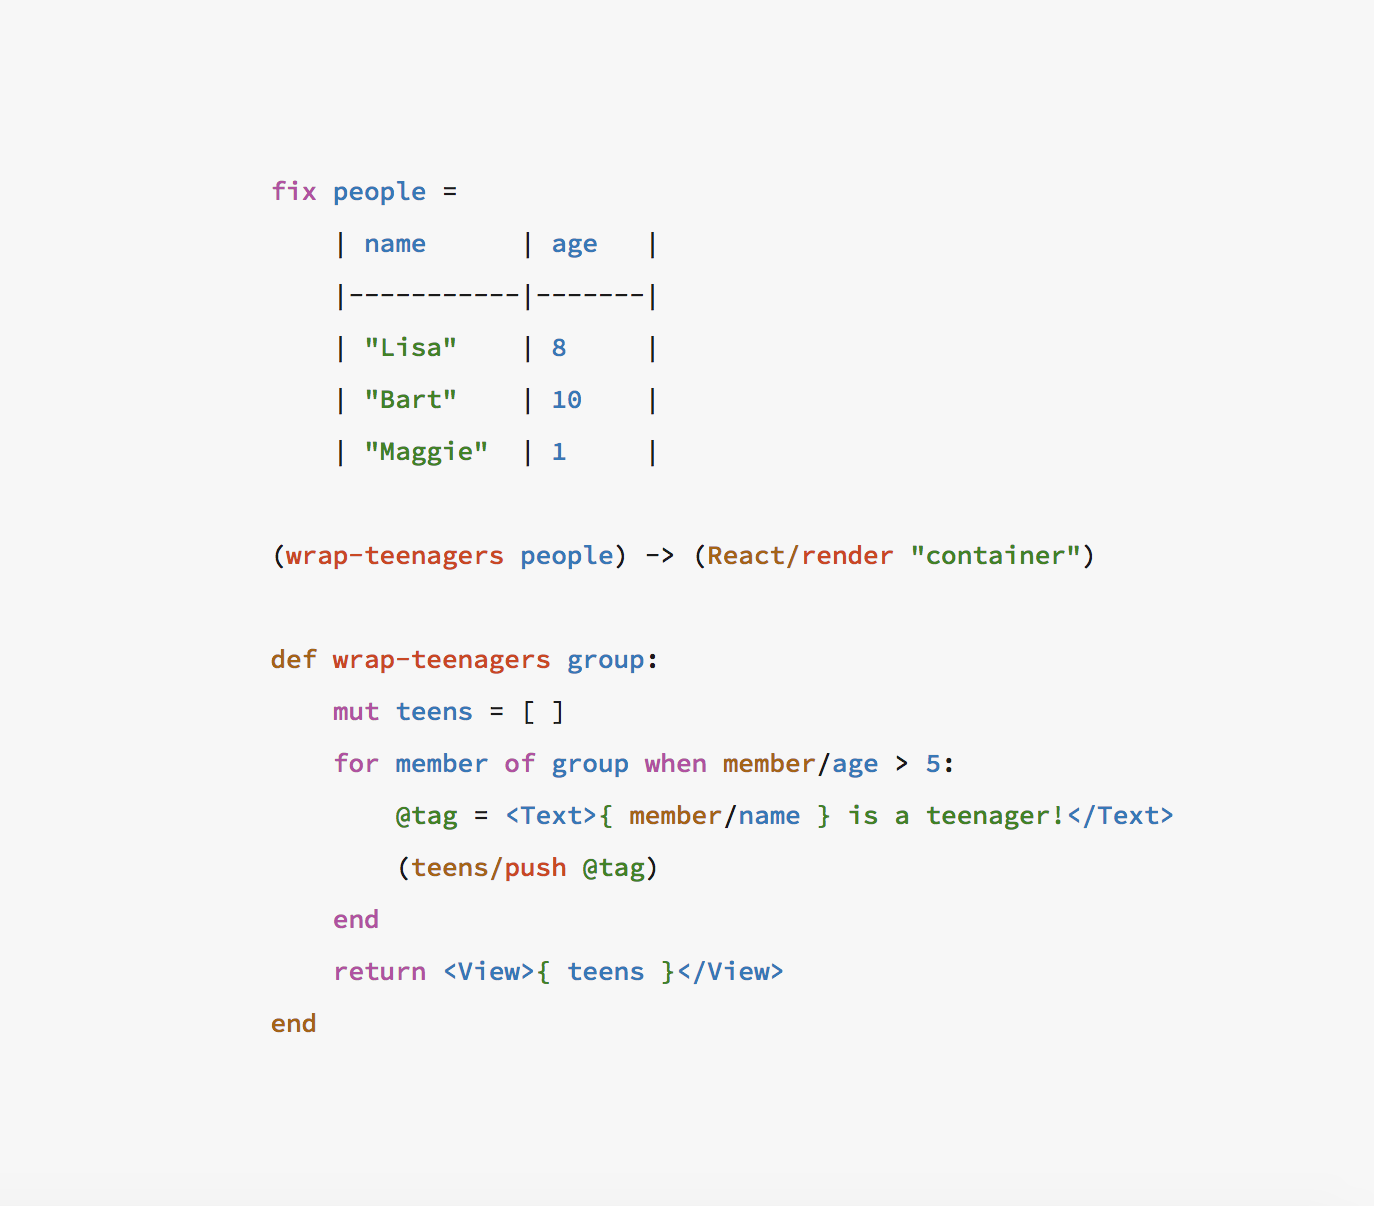 fix people =
    | name      | age   |
    |-----------|-------|
    | "Lisa"    | 8     |
    | "Bart"    | 10    |
    | "Maggie"  | 1     |
(wrap-teenagers people) -> (React/render "container")
def wrap-teenagers group:
    mut teens = [ ]
    for member of group when member/age > 5:
        @tag = <Text>{ member/name } is a teenager!</Text>
        (teens/push @tag)
    end
    return <View>{ teens }</View>
end